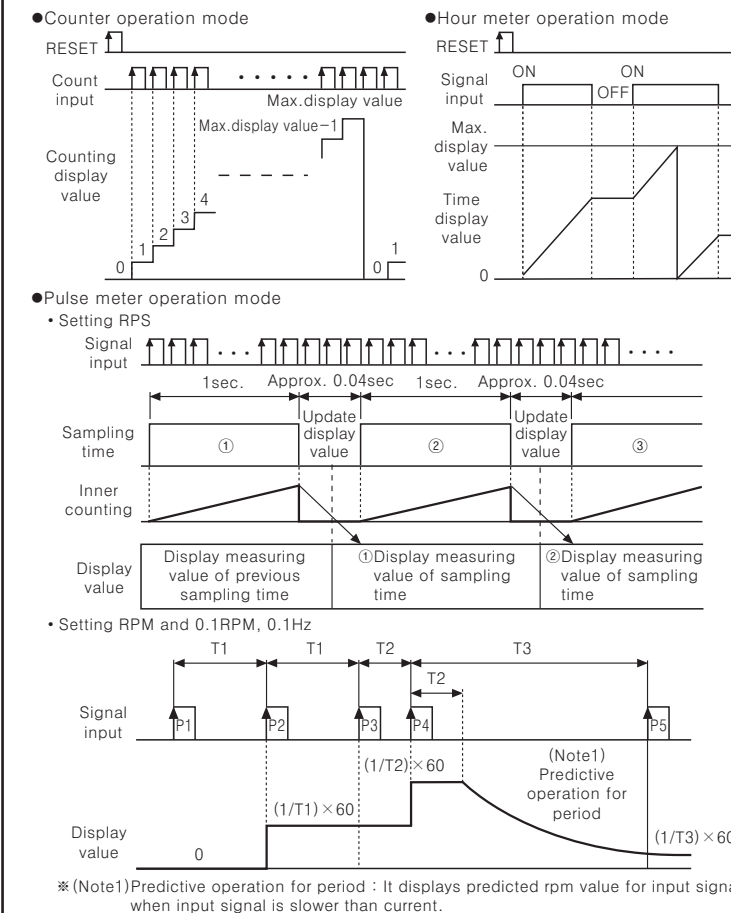 ●Counter operation mode
RESET
Count
input
Max.display value
Max.display value-1
Counting
display
value
0
1
2
3
4
0
1
●Hour meter operation mode
RESET
ON
OFF
ON
Signal
input
Max.
display
value
Time
display
value
0
●Pulse meter operation mode
• Setting RPS
Signal
input
1sec.
Approx. 0.04sec
1sec.
Approx. 0.04sec
Sampling
time
①
Update
display
value
②
Update
display
value
③
Inner
counting
Display
value
Display measuring
value of previous
sampling time
①Display measuring
value of sampling
time
②Display measuring
value of sampling
time
• Setting RPM and 0.1RPM, 0.1Hz
T1
T1
T2
T3
T2
Signal
input
P1
P2
P3
P4
P5
(1/T2)×60
(Note1)
Predictive
operation for
period
(1/T1)×60
(1/T3)×60
Display
value
0
※(Note1)Predictive operation for period : It displays predicted rpm value for input
when input signal is slower than current.